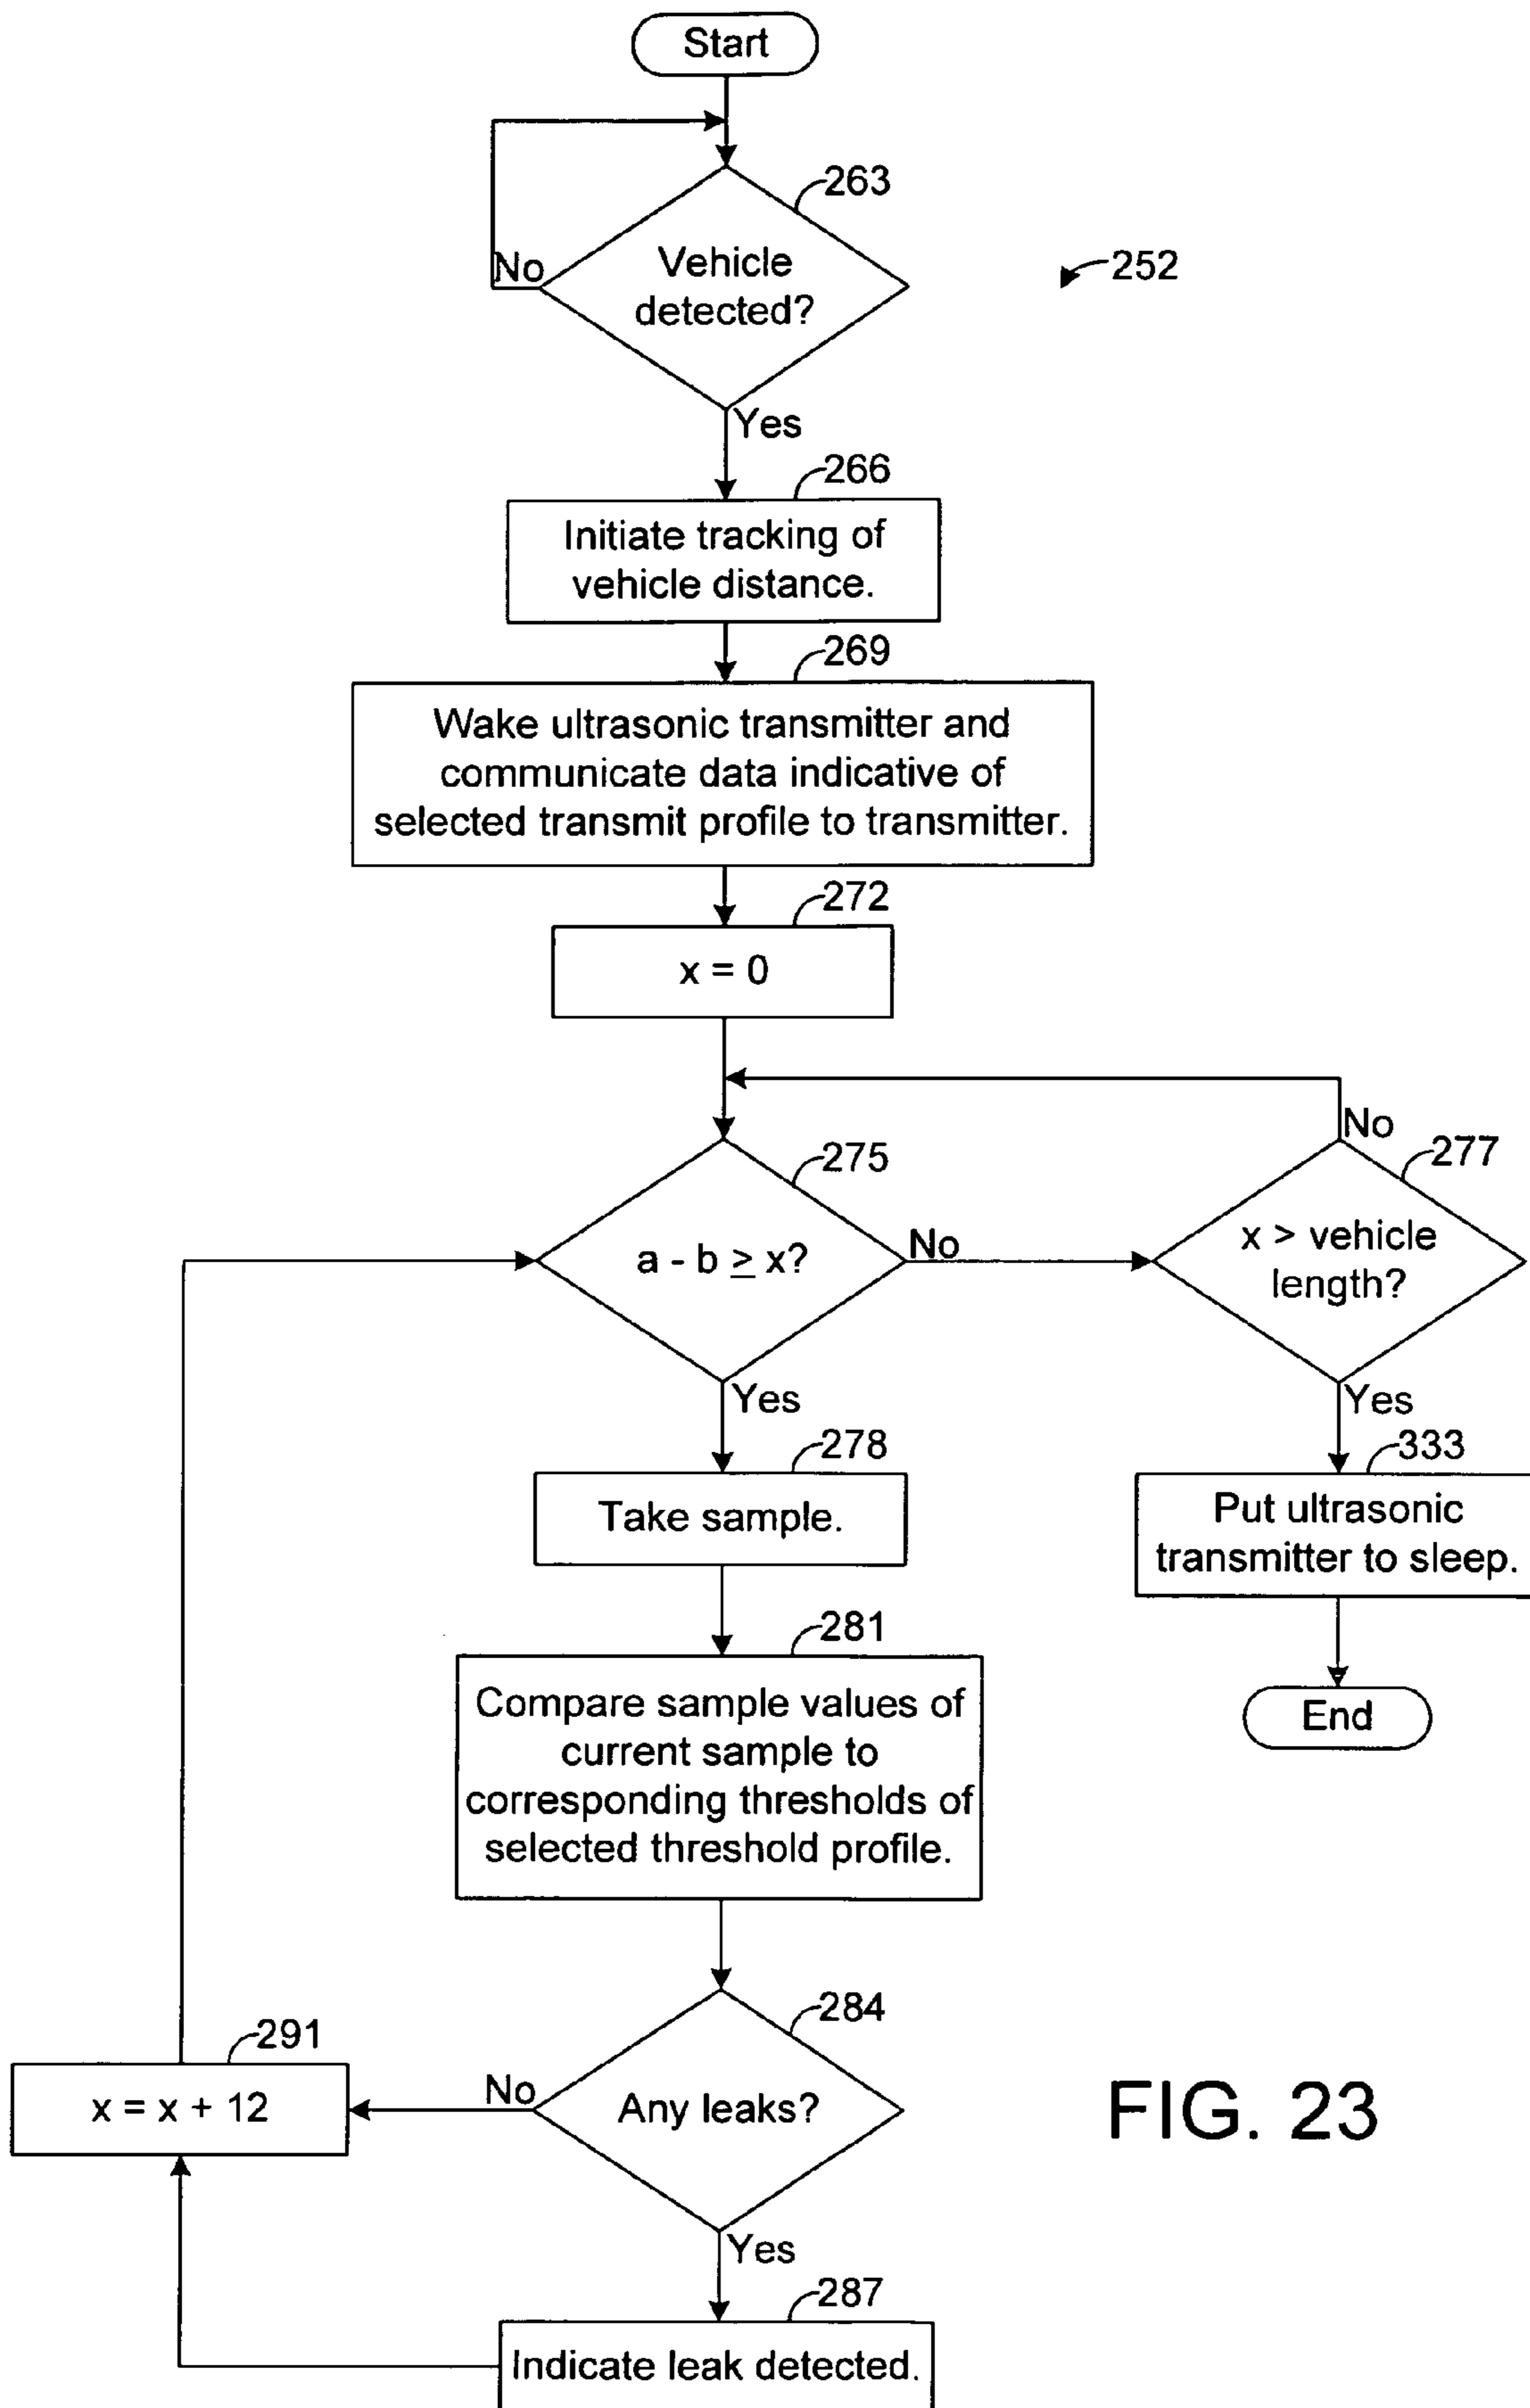 Start
263
Vehicle
detected?
No
252
Yes
266
Initiate tracking of
vehicle distance.
269
Wake ultrasonic transmitter and
communicate data indicative of
selected transmit profile to transmitter.
272
x = 0
No
275
277
a - b ≥ x?
No
x > vehicle
length?
Yes
Yes
278
333
Take sample.
Put ultrasonic
transmitter to sleep.
281
Compare sample values of
current sample to
corresponding thresholds of
selected threshold profile.
End
284
291
Any leaks?
No
x = x + 12
FIG. 23
Yes
287
Indicate leak detected.